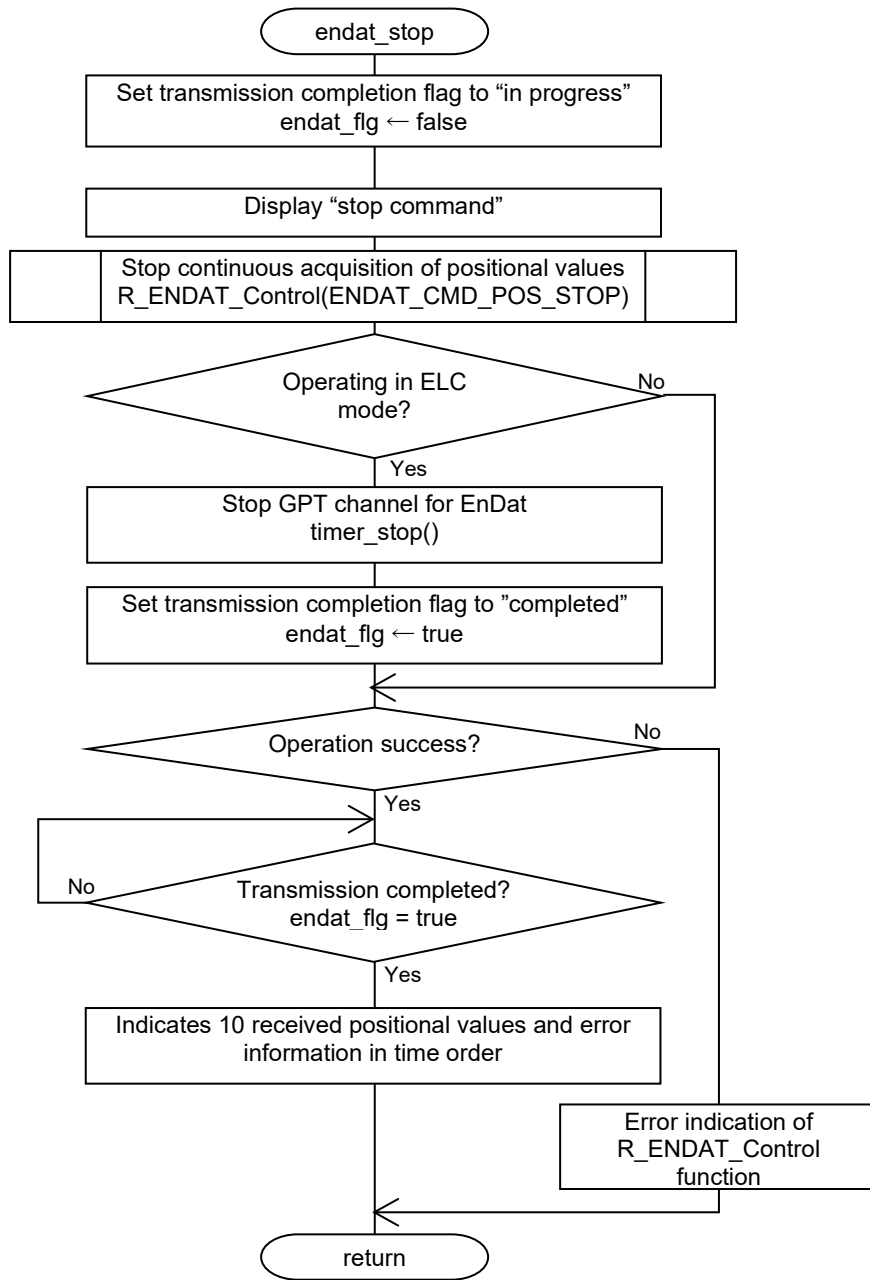 endat_stop
Set transmission completion flag to “in progress”
endat_flg ← false
Display “stop command”
Stop continuous acquisition of positional values
R_ENDAT_Control(ENDAT_CMD_POS_STOP)
Operating in ELC
mode?
No
Yes
Stop GPT channel for EnDat
timer_stop()
Set transmission completion flag to ”completed”
endat_flg ← true
Operation success?
No
Yes
Transmission completed?
endat_flg = true
No
Yes
Indicates 10 received positional values and error
information in time order
Error indication of
R_ENDAT_Control
function
return